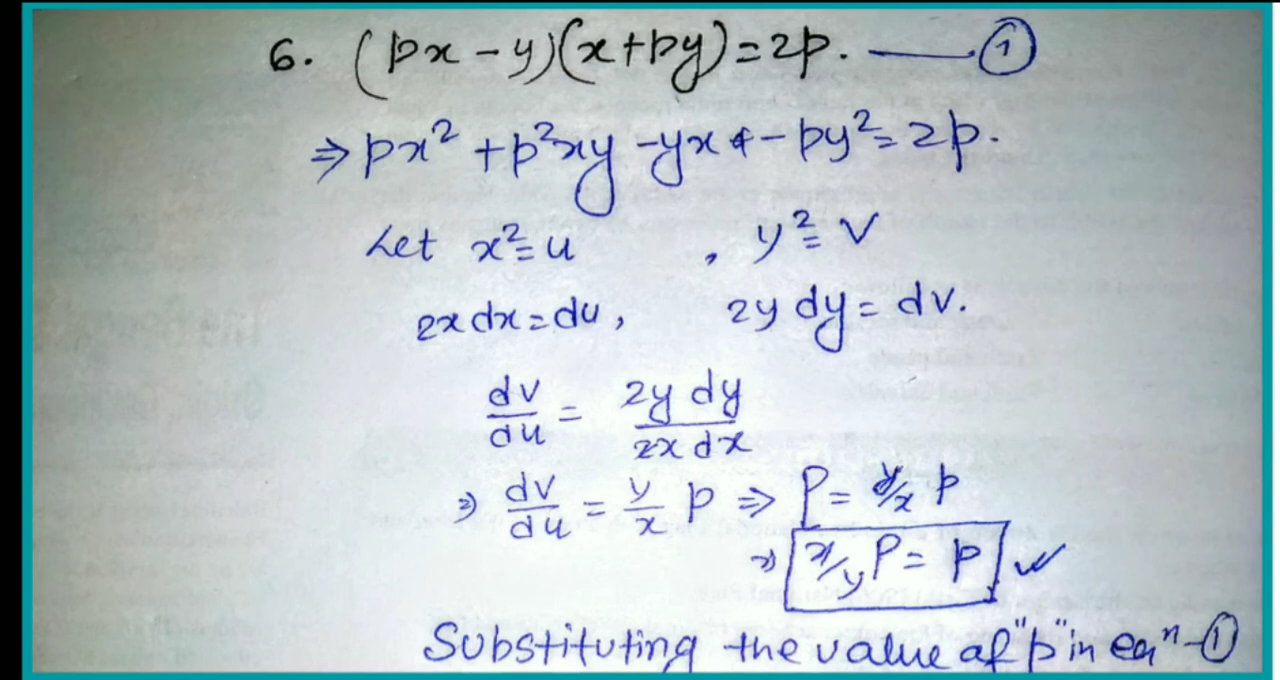 6. (px - y)(x + py) = 2p. — ①
⇒ px² + p²xy - yx - py² = 2p.
Let x² = u , y² = v
2x dx = du , 2y dy = dv.
dv/du = 2y dy / 2x dx
⇒ dv/du = y/x p ⇒ P = y/x p
⇒ x/y P = p ✓
Substituting the value of "p" in eqⁿ - ①